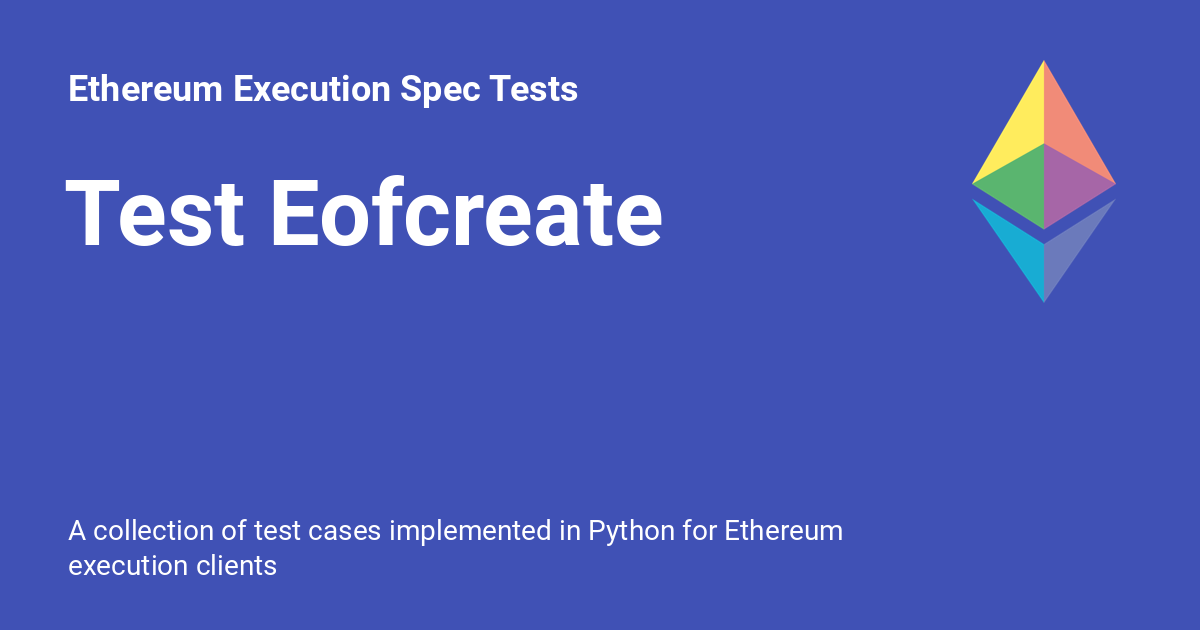 Ethereum Execution Spec Tests
Test Eofcreate
A collection of test cases implemented in Python for Ethereum
execution clients